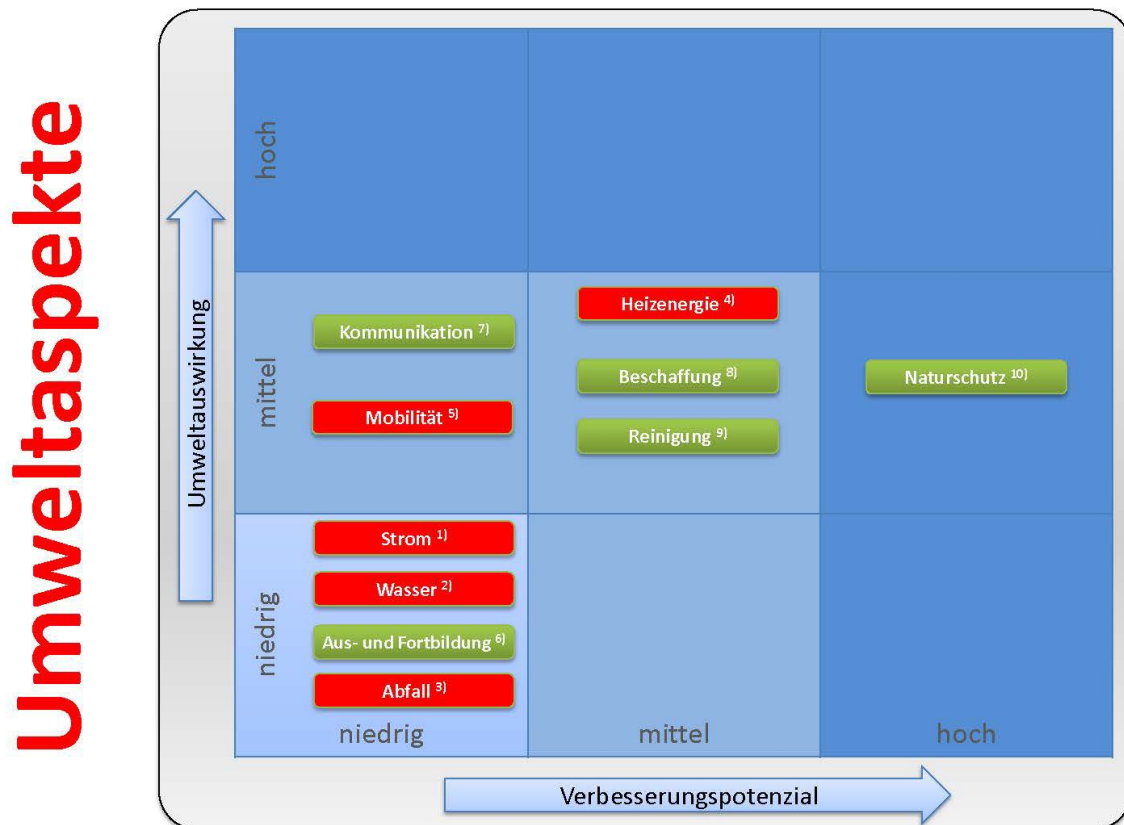 Umweltaspekte
Umweltauswirkung
hoch
mittel
niedrig
Kommunikation 7)
Mobilität 5)
Heizenergie 4)
Beschaffung 8)
Reinigung 9)
Naturschutz 10)
Strom 1)
Wasser 2)
Aus- und Fortbildung 6)
Abfall 3)
niedrig
mittel
hoch
Verbesserungspotenzial